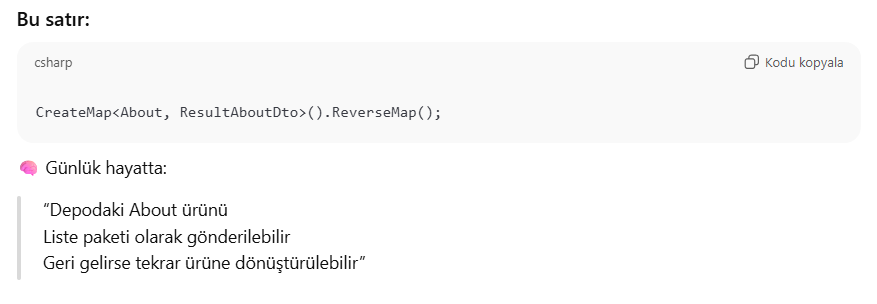 Bu satır:
csharp
Kodu kopyala
CreateMap<About, ResultAboutDto>().ReverseMap();
🧠 Günlük hayatta:
“Depodaki About ürünü
Liste paketi olarak gönderilebilir
Geri gelirse tekrar ürüne dönüştürülebilir”